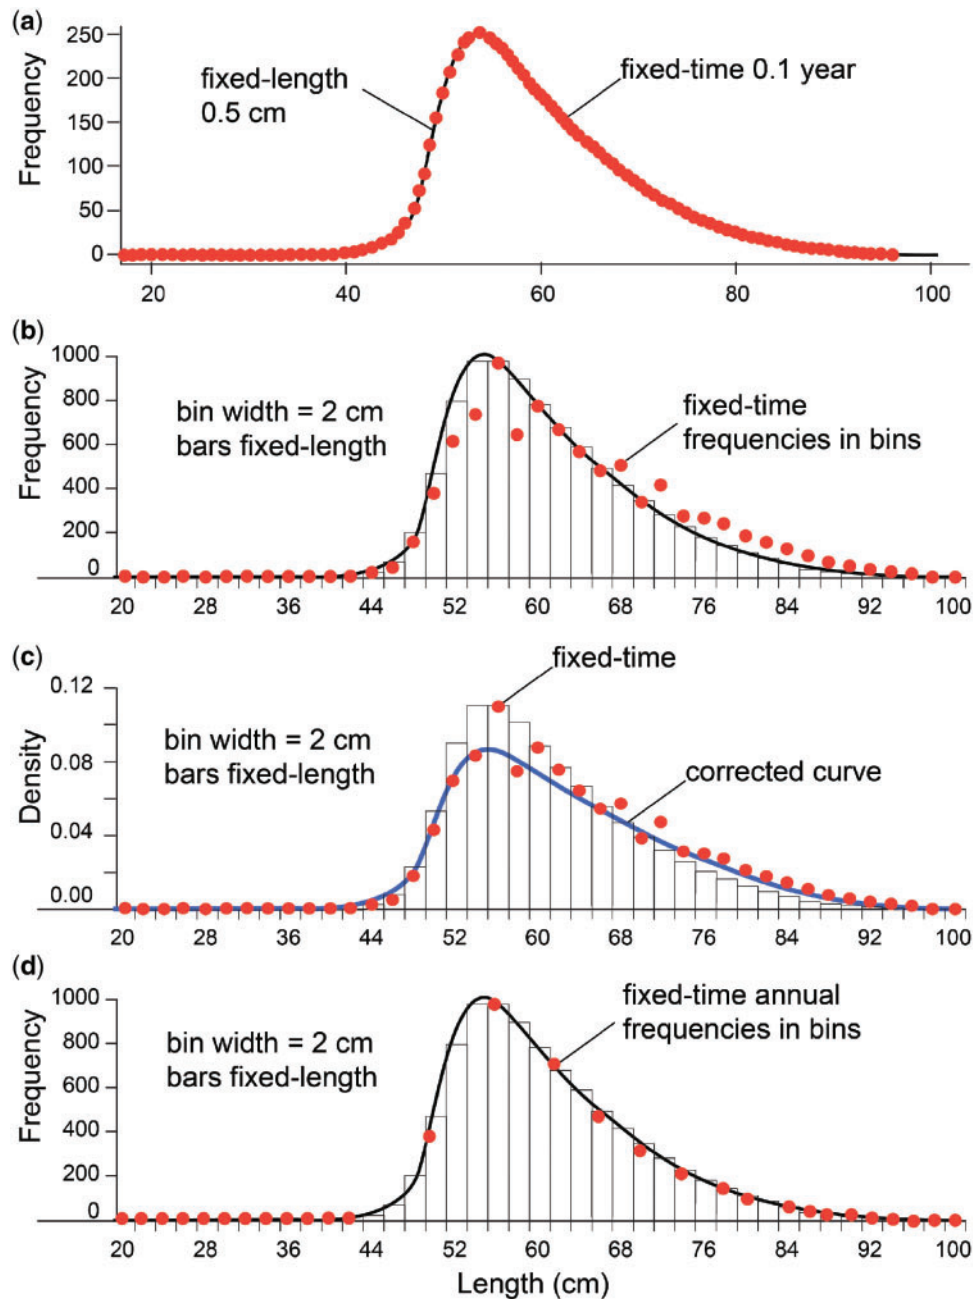 (a)
250
200
150
100
50
0
Frequency
fixed-length
0.5 cm
fixed-time 0.1 year
20 40 60 80 100
(b)
1000
800
600
400
200
0
Frequency
bin width = 2 cm
bars fixed-length
fixed-time
frequencies in bins
20 28 36 44 52 60 68 76 84 92 100
(c)
0.12
0.08
0.04
0.00
Density
bin width = 2 cm
bars fixed-length
fixed-time
corrected curve
20 28 36 44 52 60 68 76 84 92 100
(d)
1000
800
600
400
200
0
Frequency
bin width = 2 cm
bars fixed-length
fixed-time annual
frequencies in bins
20 28 36 44 52 60 68 76 84 92 100
Length (cm)